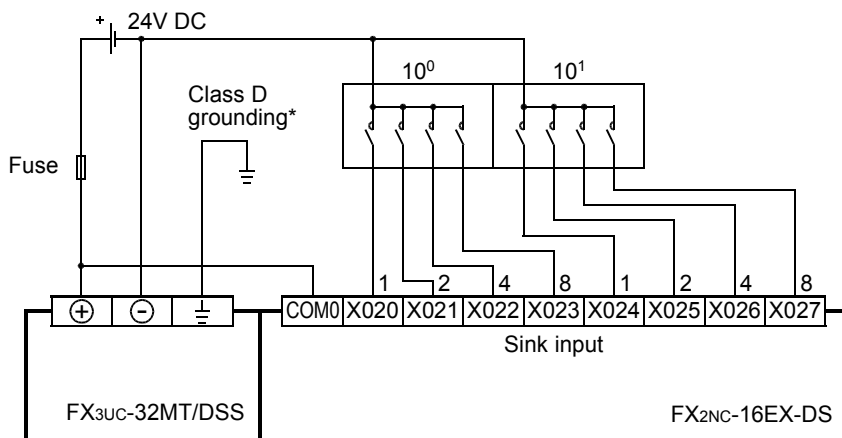 + 24V DC
10⁰ 10¹
Class D
grounding*
Fuse
1 2 4 8 1 2 4 8
+ - COM0 X020 X021 X022 X023 X024 X025 X026 X027
Sink input
FX3UC-32MT/DSS FX2NC-16EX-DS